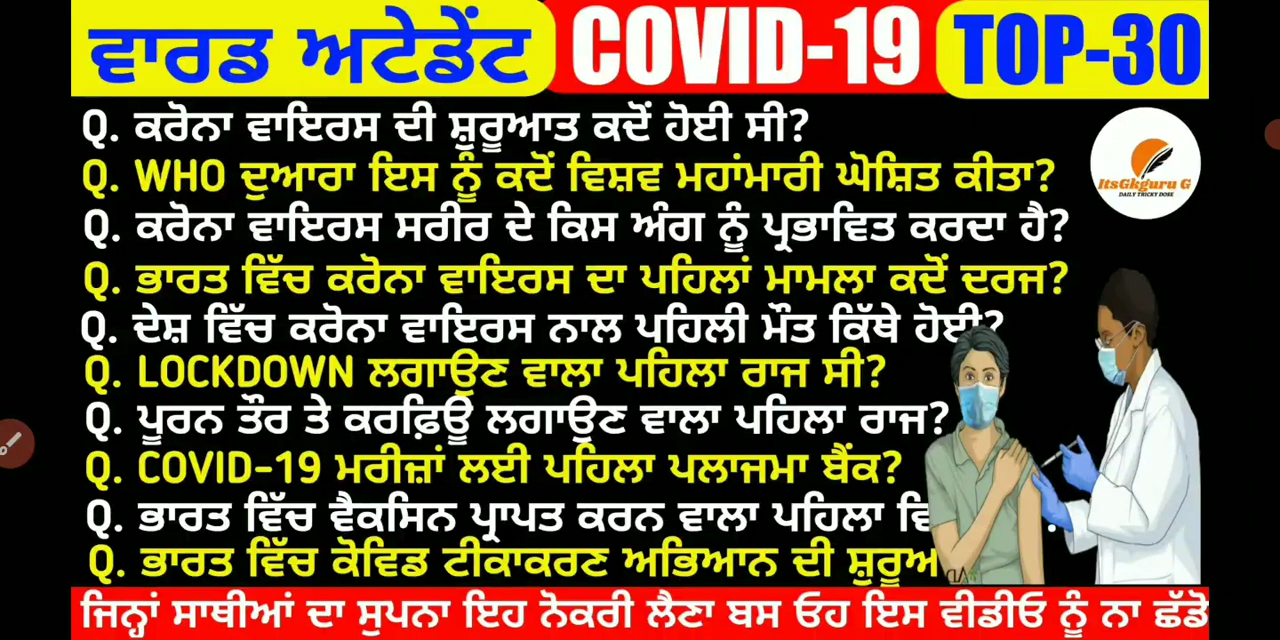 ਵਾਰਡ ਅਟੇਡੇਂਟ COVID-19 TOP-30
Q. ਕਰੋਨਾ ਵਾਇਰਸ ਦੀ ਸ਼ੁਰੂਆਤ ਕਦੋਂ ਹੋਈ ਸੀ?
Q. WHO ਦੁਆਰਾ ਇਸ ਨੂੰ ਕਦੋਂ ਵਿਸ਼ਵ ਮਹਾਂਮਾਰੀ ਘੋਸ਼ਿਤ ਕੀਤਾ?
ItsGkguru G
DAILY TRICKY DOSE
Q. ਕਰੋਨਾ ਵਾਇਰਸ ਸਰੀਰ ਦੇ ਕਿਸ ਅੰਗ ਨੂੰ ਪ੍ਰਭਾਵਿਤ ਕਰਦਾ ਹੈ?
Q. ਭਾਰਤ ਵਿੱਚ ਕਰੋਨਾ ਵਾਇਰਸ ਦਾ ਪਹਿਲਾਂ ਮਾਮਲਾ ਕਦੋਂ ਦਰਜ?
Q. ਦੇਸ਼ ਵਿੱਚ ਕਰੋਨਾ ਵਾਇਰਸ ਨਾਲ ਪਹਿਲੀ ਮੌਤ ਕਿੱਥੇ ਹੋਈ?
Q. LOCKDOWN ਲਗਾਉਣ ਵਾਲਾ ਪਹਿਲਾ ਰਾਜ ਸੀ?
Q. ਪੂਰਨ ਤੌਰ ਤੇ ਕਰਫ਼ਿਊ ਲਗਾਉਣ ਵਾਲਾ ਪਹਿਲਾ ਰਾਜ?
Q. COVID-19 ਮਰੀਜ਼ਾਂ ਲਈ ਪਹਿਲਾ ਪਲਾਜਮਾ ਬੈਂਕ?
Q. ਭਾਰਤ ਵਿੱਚ ਵੈਕਸਿਨ ਪ੍ਰਾਪਤ ਕਰਨ ਵਾਲਾ ਪਹਿਲਾ
Q. ਭਾਰਤ ਵਿੱਚ ਕੋਵਿਡ ਟੀਕਾਕਰਣ ਅਭਿਆਨ ਦੀ
ਜਿਨ੍ਹਾਂ ਸਾਥੀਆਂ ਦਾ ਸੁਪਨਾ ਇਹ ਨੋਕਰੀ ਲੈਣਾ ਬਸ ਓਹ ਇਸ ਵੀਡੀਓ ਨੂੰ ਨਾ ਛੱਡੋ